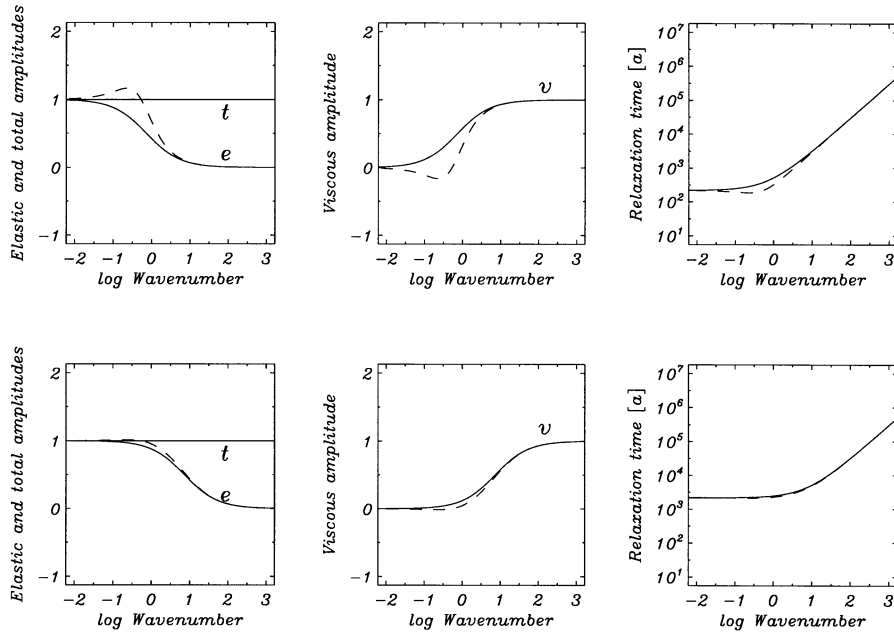 Elastic and total amplitudes
2
1
0
-1
t
e
-2 -1 0 1 2 3
log Wavenumber
Viscous amplitude
2
1
0
-1
v
-2 -1 0 1 2 3
log Wavenumber
Relaxation time [a]
10⁷
10⁶
10⁵
10⁴
10³
10²
10¹
-2 -1 0 1 2 3
log Wavenumber
Elastic and total amplitudes
2
1
0
-1
t
e
-2 -1 0 1 2 3
log Wavenumber
Viscous amplitude
2
1
0
-1
v
-2 -1 0 1 2 3
log Wavenumber
Relaxation time [a]
10⁷
10⁶
10⁵
10⁴
10³
10²
10¹
-2 -1 0 1 2 3
log Wavenumber